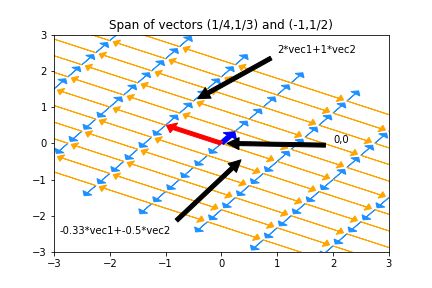 Span of vectors (1/4,1/3) and (-1,1/2)
3
2*vec1+1*vec2
2
1
0,0
0
−1
−2
-0.33*vec1+-0.5*vec2
−3
−3 −2 −1 0 1 2 3